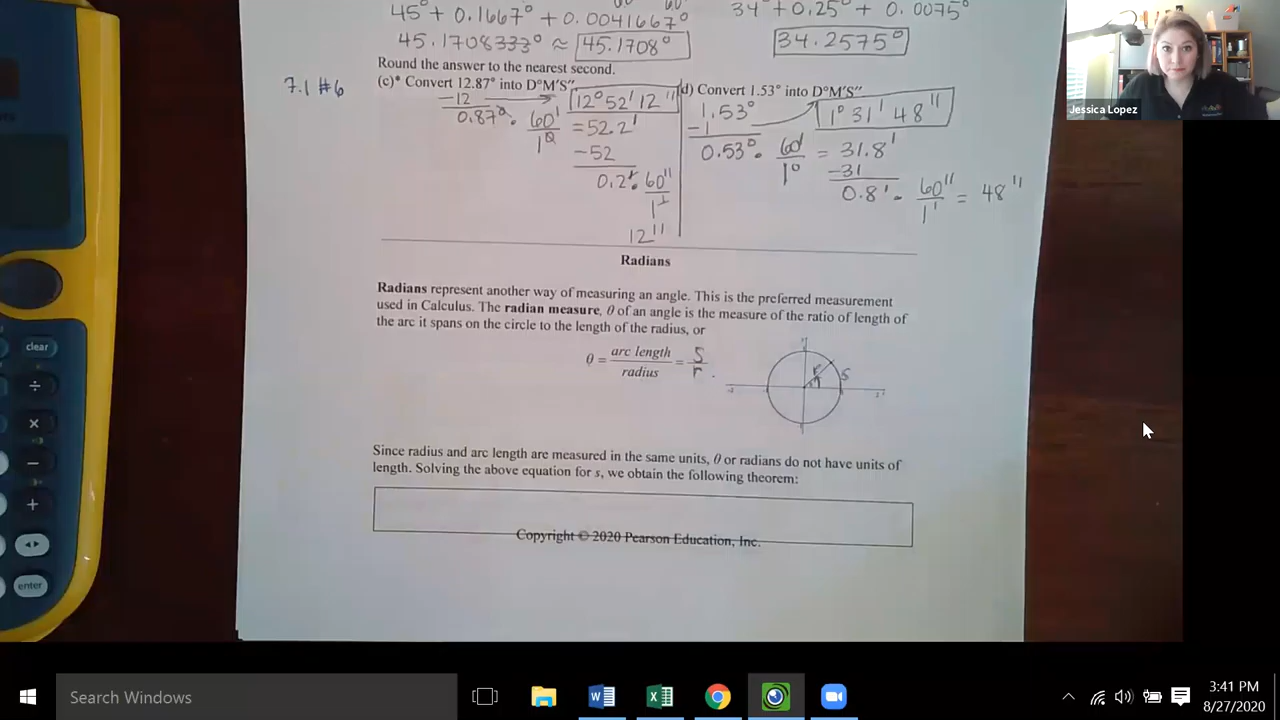 45° + 0.1667° + 0.0041667°
45.1708333° ≈ 45.1708°
34° + 0.25° + 0.0075°
34.2575°
Round the answer to the nearest second.
7.1 #6
(c)* Convert 12.87° into D°M'S"
-12
0.87° · 60' / 1°
= 52.2'
-52
0.2' · 60" / 1'
12"
12° 52' 12"
(d) Convert 1.53° into D°M'S"
1.53°
-1
0.53° · 60' / 1° = 31.8'
-31
0.8' · 60" / 1' = 48"
1° 31' 48"
Radians
Radians represent another way of measuring an angle. This is the preferred measurement
used in Calculus. The radian measure, θ of an angle is the measure of the ratio of length of
the arc it spans on the circle to the length of the radius, or
θ = arc length / radius = S / r .
y
r
S
Since radius and arc length are measured in the same units, θ or radians do not have units of
length. Solving the above equation for s, we obtain the following theorem:
Copyright © 2020 Pearson Education, Inc.
clear
÷
×
−
+
enter
Jessica Lopez
Search Windows
3:41 PM
8/27/2020